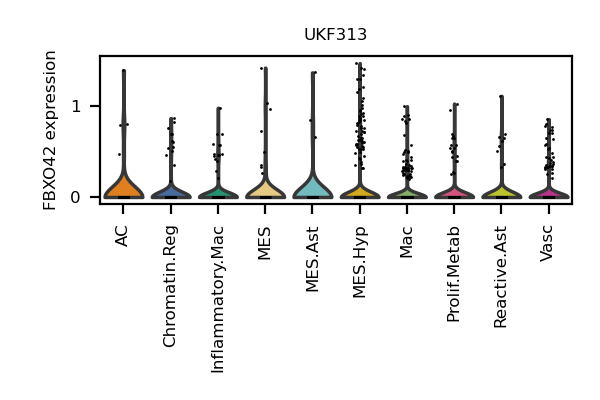 UKF313
FBXO42 expression
1
0
AC
Chromatin.Reg
Inflammatory.Mac
MES
MES.Ast
MES.Hyp
Mac
Prolif.Metab
Reactive.Ast
Vasc